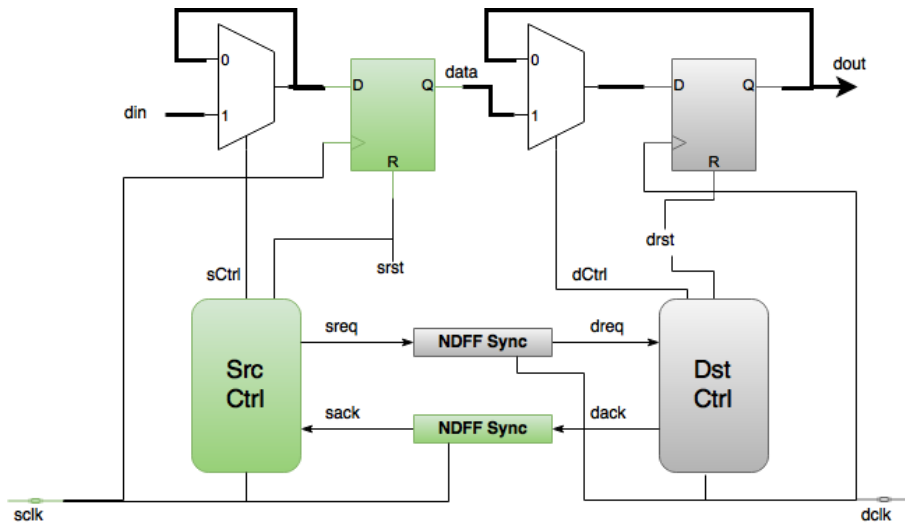 0
1
din
D
Q
R
data
0
1
D
Q
R
dout
srst
drst
sCtrl
dCtrl
Src
Ctrl
sreq
NDFF Sync
dreq
Dst
Ctrl
sack
NDFF Sync
dack
sclk
dclk